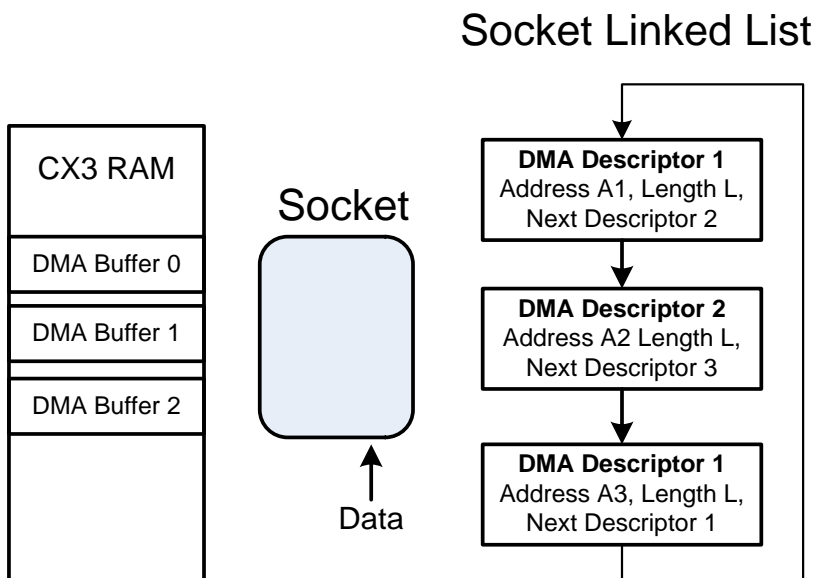 Socket Linked List
CX3 RAM
DMA Buffer 0
DMA Buffer 1
DMA Buffer 2
Socket
Data
DMA Descriptor 1
Address A1, Length L,
Next Descriptor 2
DMA Descriptor 2
Address A2 Length L,
Next Descriptor 3
DMA Descriptor 1
Address A3, Length L,
Next Descriptor 1